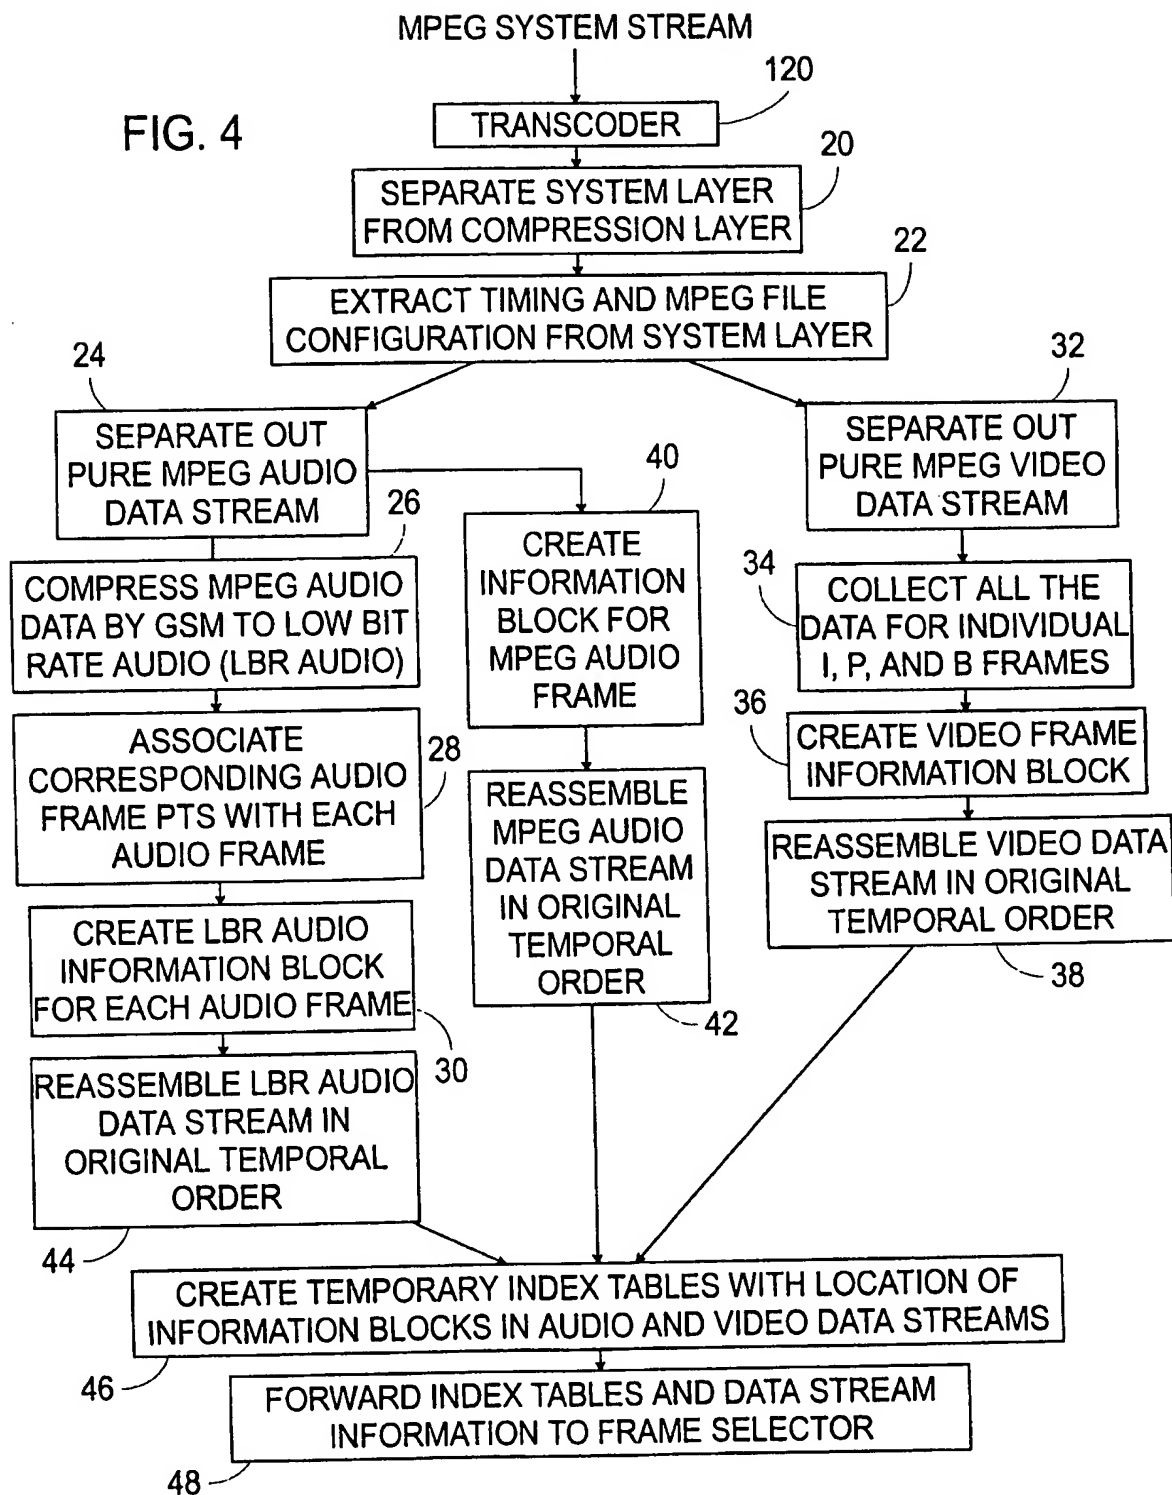 MPEG SYSTEM STREAM
FIG. 4
120
TRANSCODER
20
SEPARATE SYSTEM LAYER
FROM COMPRESSION LAYER
22
EXTRACT TIMING AND MPEG FILE
CONFIGURATION FROM SYSTEM LAYER
24
SEPARATE OUT
PURE MPEG AUDIO
DATA STREAM
26
COMPRESS MPEG AUDIO
DATA BY GSM TO LOW BIT
RATE AUDIO (LBR AUDIO)
ASSOCIATE
CORRESPONDING AUDIO
FRAME PTS WITH EACH
AUDIO FRAME
28
CREATE LBR AUDIO
INFORMATION BLOCK
FOR EACH AUDIO FRAME
30
REASSEMBLE LBR AUDIO
DATA STREAM IN
ORIGINAL TEMPORAL
ORDER
44
40
CREATE
INFORMATION
BLOCK FOR
MPEG AUDIO
FRAME
REASSEMBLE
MPEG AUDIO
DATA STREAM
IN ORIGINAL
TEMPORAL
ORDER
42
32
SEPARATE OUT
PURE MPEG VIDEO
DATA STREAM
34
COLLECT ALL THE
DATA FOR INDIVIDUAL
I, P, AND B FRAMES
36
CREATE VIDEO FRAME
INFORMATION BLOCK
REASSEMBLE VIDEO DATA
STREAM IN ORIGINAL
TEMPORAL ORDER
38
CREATE TEMPORARY INDEX TABLES WITH LOCATION OF
INFORMATION BLOCKS IN AUDIO AND VIDEO DATA STREAMS
46
FORWARD INDEX TABLES AND DATA STREAM
INFORMATION TO FRAME SELECTOR
48